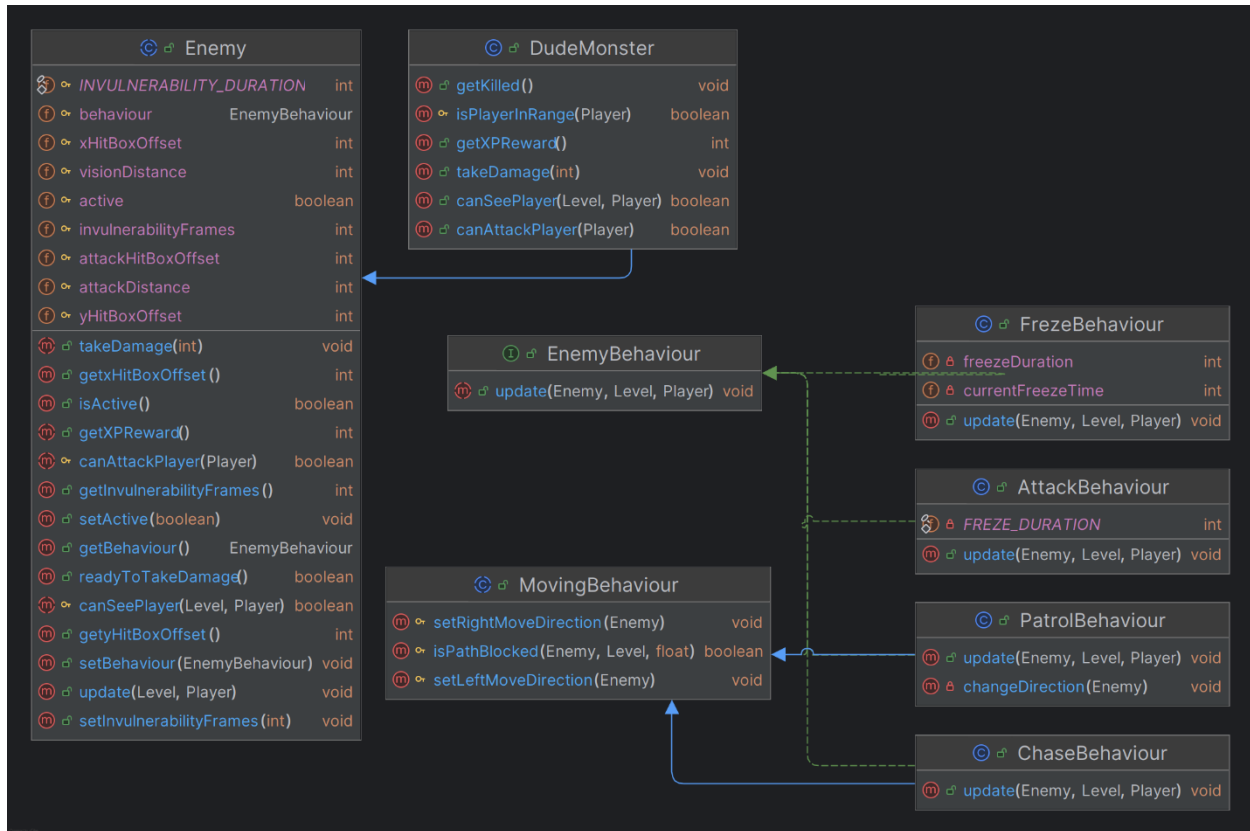 Enemy
INVULNERABILITY_DURATION int
behaviour EnemyBehaviour
xHitBoxOffset int
visionDistance int
active boolean
invulnerabilityFrames int
attackHitBoxOffset int
attackDistance int
yHitBoxOffset int
takeDamage(int) void
getxHitBoxOffset() int
isActive() boolean
getXPReward() int
canAttackPlayer(Player) boolean
getInvulnerabilityFrames() int
setActive(boolean) void
getBehaviour() EnemyBehaviour
readyToTakeDamage() boolean
canSeePlayer(Level, Player) boolean
getyHitBoxOffset() int
setBehaviour(EnemyBehaviour) void
update(Level, Player) void
setInvulnerabilityFrames(int) void
DudeMonster
getKilled() void
isPlayerInRange(Player) boolean
getXPReward() int
takeDamage(int) void
canSeePlayer(Level, Player) boolean
canAttackPlayer(Player) boolean
EnemyBehaviour
update(Enemy, Level, Player) void
MovingBehaviour
setRightMoveDirection(Enemy) void
isPathBlocked(Enemy, Level, float) boolean
setLeftMoveDirection(Enemy) void
FrezeBehaviour
freezeDuration int
currentFreezeTime int
update(Enemy, Level, Player) void
AttackBehaviour
FREZE_DURATION int
update(Enemy, Level, Player) void
PatrolBehaviour
update(Enemy, Level, Player) void
changeDirection(Enemy) void
ChaseBehaviour
update(Enemy, Level, Player) void